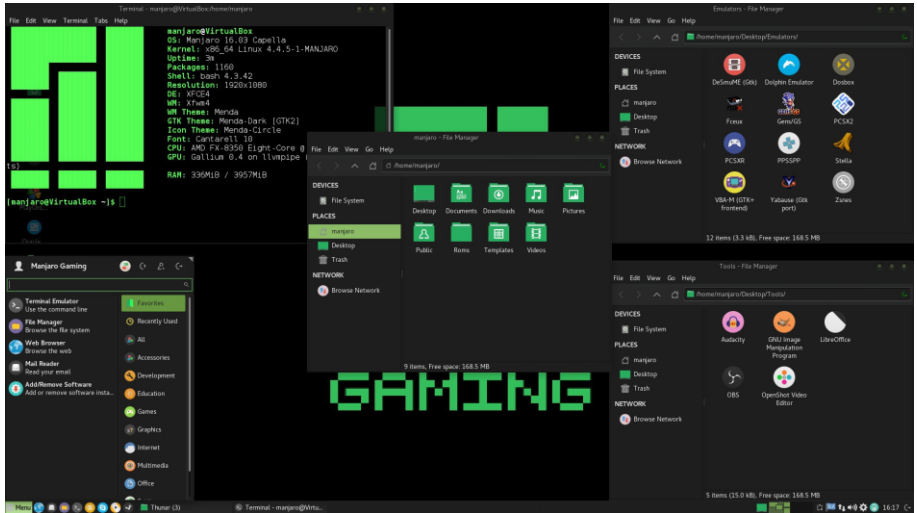 Terminal - manjaro@VirtualBox:/home/manjaro
File Edit View Terminal Tabs Help
manjaro@VirtualBox
OS: Manjaro 16.03 Capella
Kernel: x86_64 Linux 4.4.5-1-MANJARO
Uptime: 3m
Packages: 1160
Shell: bash 4.3.42
Resolution: 1920x1080
DE: XFCE4
WM: Xfwm4
WM Theme: Menda
GTK Theme: Menda-Dark [GTK2]
Icon Theme: Menda-Circle
Font: Cantarell 10
CPU: AMD FX-8350 Eight-Core @
GPU: Gallium 0.4 on llvmpipe
ts)
RAM: 336MiB / 3957MiB
[manjaro@VirtualBox ~]$
Oracle
Manjaro Gaming
Terminal Emulator
Use the command line
File Manager
Browse the file system
Web Browser
Browse the web
Mail Reader
Read your email
Add/Remove Software
Add or remove software insta...
Favorites
Recently Used
All
Accessories
Development
Education
Games
Graphics
Internet
Multimedia
Office
manjaro - File Manager
File Edit View Go Help
/home/manjaro/
DEVICES
File System
PLACES
manjaro
Desktop
Trash
NETWORK
Browse Network
Desktop Documents Downloads Music Pictures
Public Roms Templates Videos
9 items, Free space: 168.5 MB
GAMING
Emulators - File Manager
File Edit View Go Help
/home/manjaro/Desktop/Emulators/
DEVICES
File System
PLACES
manjaro
Desktop
Trash
NETWORK
Browse Network
DeSmuME (Gtk) Dolphin Emulator Dosbox
Fceux Gens/GS PCSX2
PCSXR PPSSPP Stella
VBA-M (GTK+ frontend) Yabause (Gtk port) Zsnes
12 items (3.3 kB), Free space: 168.5 MB
Tools - File Manager
File Edit View Go Help
/home/manjaro/Desktop/Tools/
DEVICES
File System
PLACES
manjaro
Desktop
Trash
NETWORK
Browse Network
Audacity GNU Image Manipulation Program LibreOffice
OBS OpenShot Video Editor
5 items (15.0 kB), Free space: 168.5 MB
Menu Thunar (3) Terminal - manjaro@Virtu... 16:17